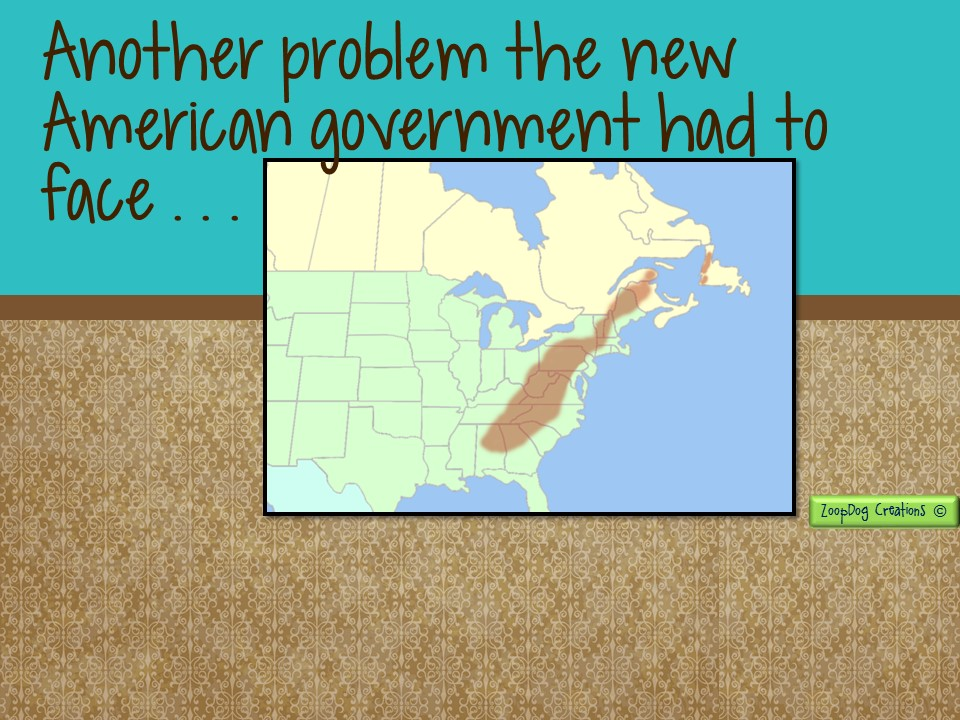 Another problem the new
American government had to
face . . .
ZoopDog Creations ©